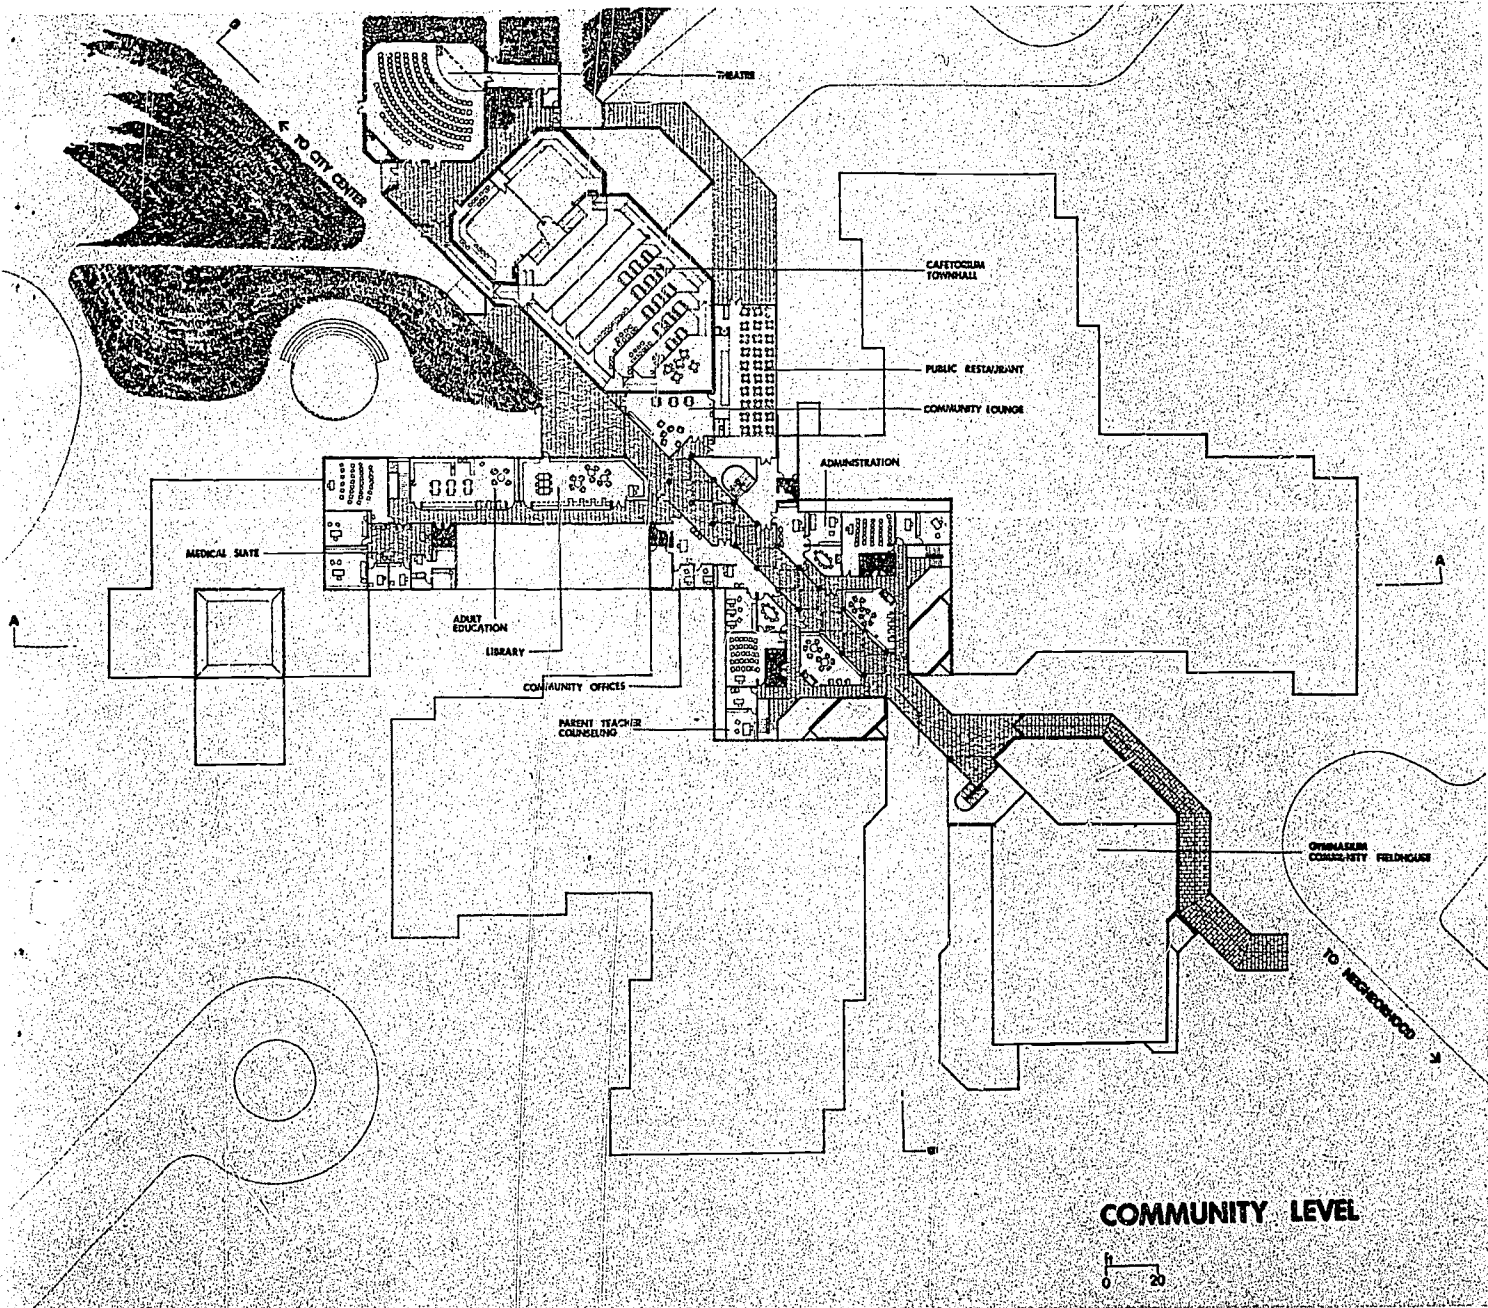 B
THEATRE
TO CITY CENTER
CAFETORIUM
TOWNHALL
PUBLIC RESTAURANT
COMMUNITY LOUNGE
ADMINISTRATION
MEDICAL SUITE
A
A
ADULT
EDUCATION
LIBRARY
COMMUNITY OFFICES
PARENT TEACHER
COUNSELING
GYMNASIUM
COMMUNITY FIELDHOUSE
TO NEIGHBORHOOD
B
COMMUNITY LEVEL
ft
0 20